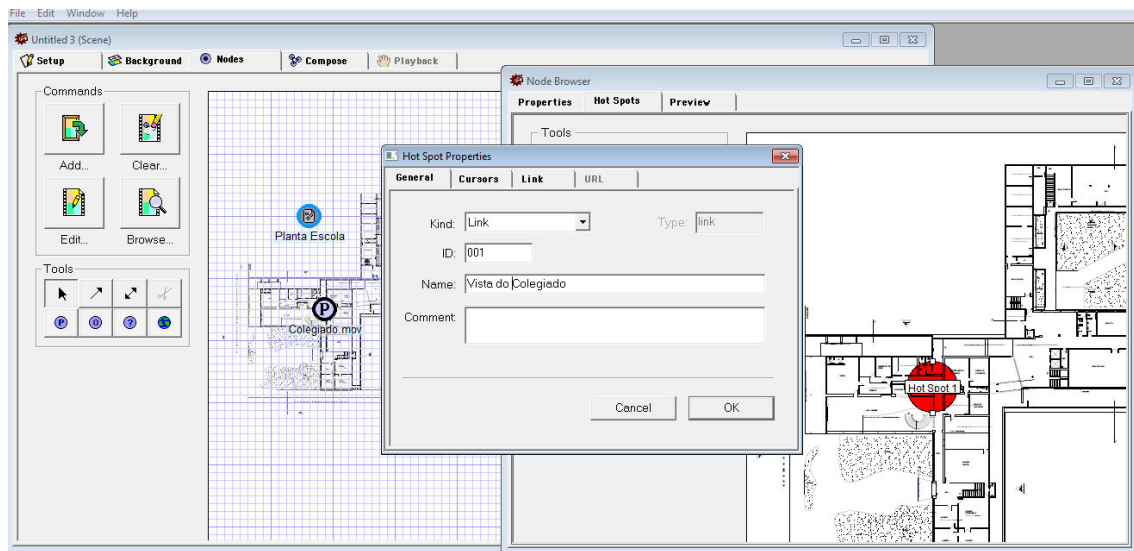 File Edit Window Help
Untitled 3 (Scene)
Setup Background Nodes Compose Playback
Commands
Add... Clear...
Edit... Browse...
Tools
P O ?
Planta Escola
P
Colegiado.mov
Node Browser
Properties Hot Spots Preview
Tools
Hot Spot Properties
General Cursors Link URL
Kind: Link Type: link
ID: 001
Name: Vista do Colegiado
Comment:
Cancel OK
Hot Spot 1